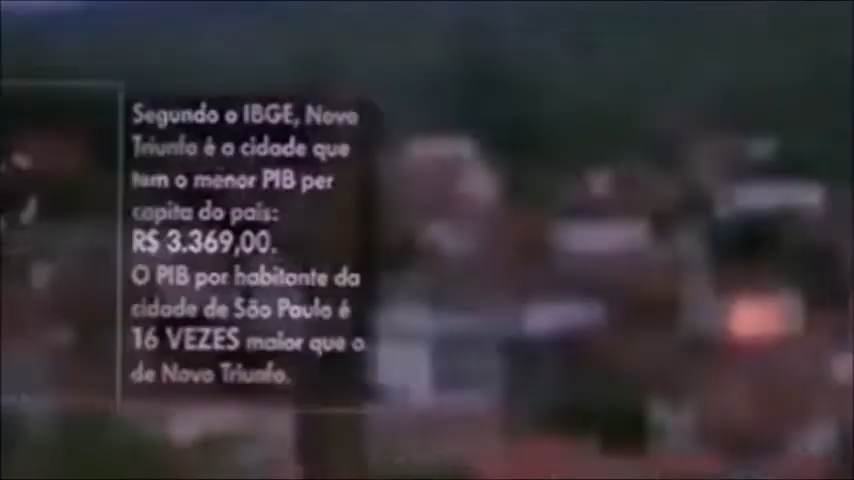 Segundo o IBGE, Novo
Triunfo é a cidade que
tem o menor PIB per
capita do país:
R$ 3.369,00.
O PIB por habitante da
cidade de São Paulo é
16 VEZES maior que o
de Novo Triunfo.